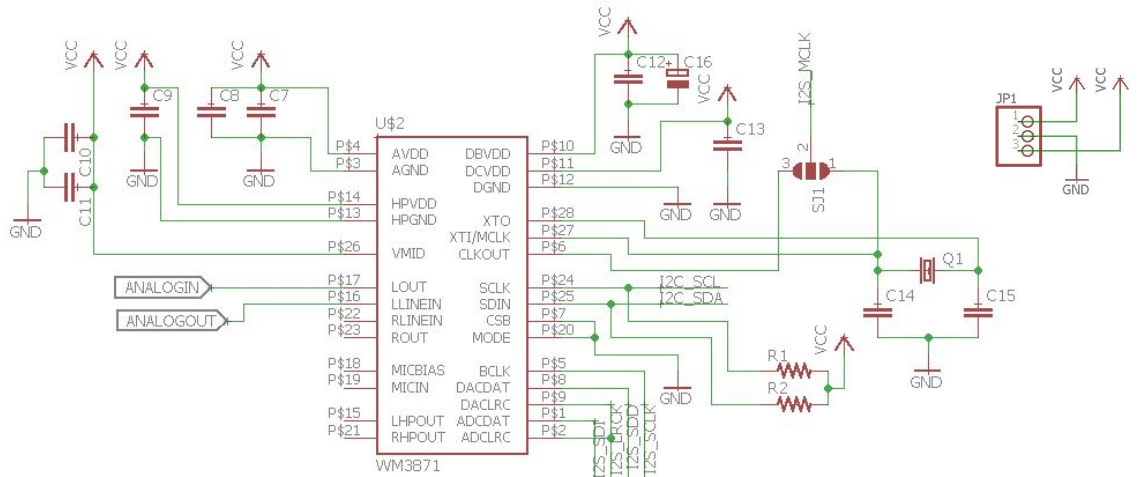 VCC
VCC
VCC
VCC
C12
C16
VCC
I2S_MCLK
VCC
VCC
C9
C8
C7
JP1
1
2
3
GND
C10
C11
GND
GND
GND
GND
C13
GND
GND
3
2
1
SJ1
U$2
P$4
AVDD
DBVDD
P$10
P$3
AGND
DCVDD
P$11
DGND
P$12
P$14
HPVDD
P$13
HPGND
XTO
P$28
XTI/MCLK
P$27
P$26
VMID
CLKOUT
P$6
Q1
C14
C15
GND
ANALOGIN
P$17
LOUT
SCLK
P$24
I2C_SCL
ANALOGOUT
P$16
LLINEIN
SDIN
P$25
I2C_SDA
P$22
RLINEIN
CSB
P$7
P$23
ROUT
MODE
P$20
VCC
R1
R2
GND
P$18
MICBIAS
BCLK
P$5
P$19
MICIN
DACDAT
P$8
DACLRC
P$9
P$15
LHPOUT
ADCDAT
P$1
P$21
RHPOUT
ADCLRC
P$2
I2S_SDI
I2S_LRCK
I2S_SDD
I2S_SCLK
WM3871